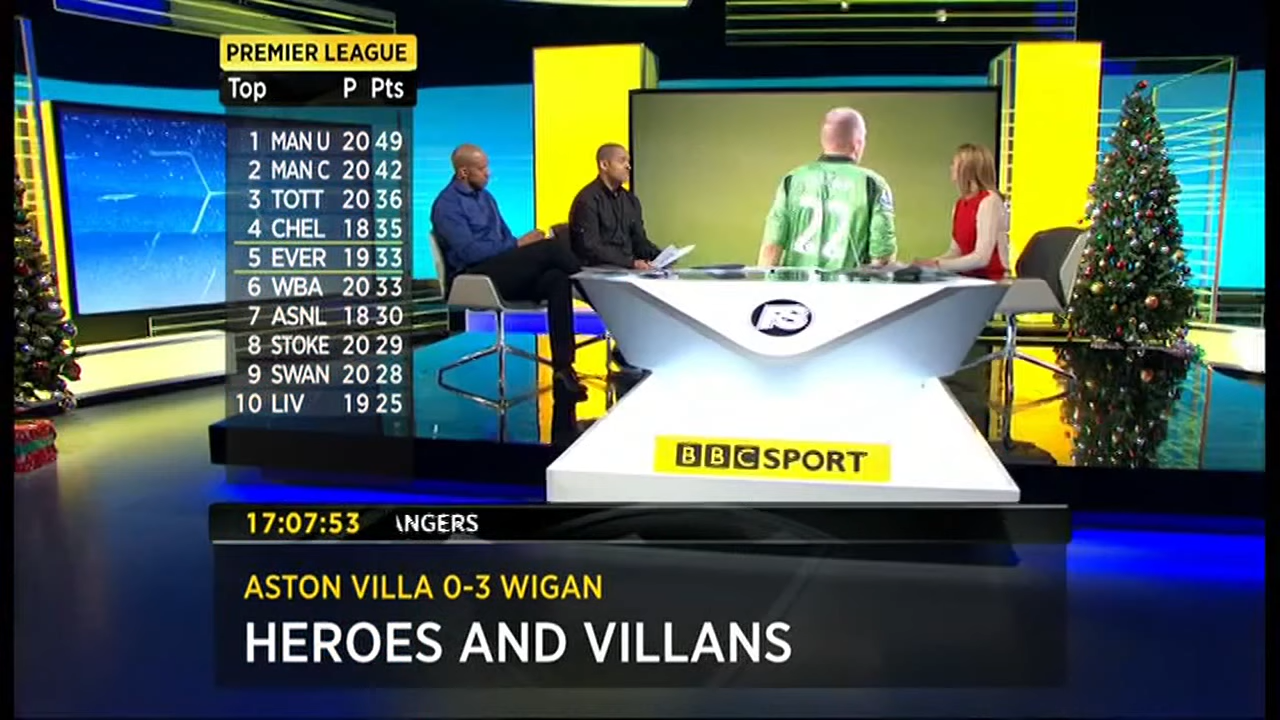 PREMIER LEAGUE
Top P Pts
1 MAN U 20 49
2 MAN C 20 42
3 TOTT 20 36
4 CHEL 18 35
5 EVER 19 33
6 WBA 20 33
7 ASNL 18 30
8 STOKE 20 29
9 SWAN 20 28
10 LIV 19 25
22
FS
BBC SPORT
17:07:53 ANGERS
ASTON VILLA 0-3 WIGAN
HEROES AND VILLANS